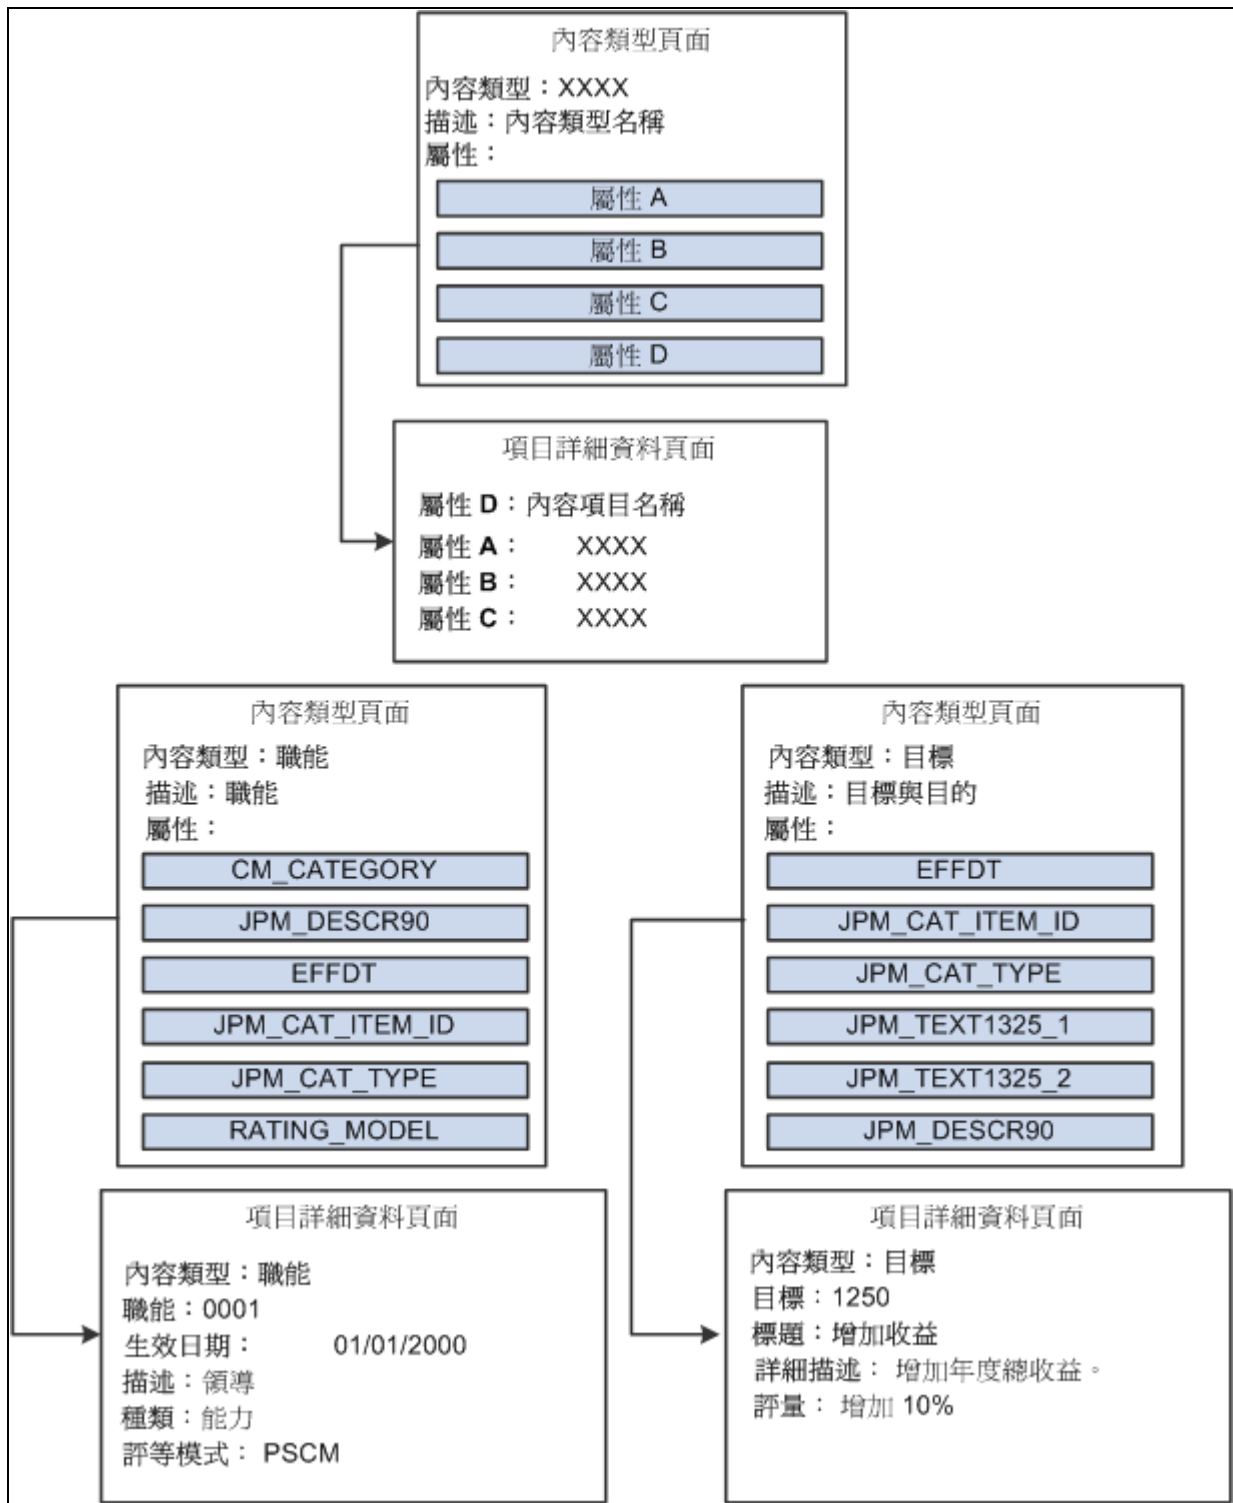 內容類型頁面
內容類型：XXXX
描述：內容類型名稱
屬性：
屬性 A
屬性 B
屬性 C
屬性 D
項目詳細資料頁面
屬性 D：內容項目名稱
屬性 A： XXXX
屬性 B： XXXX
屬性 C： XXXX
內容類型頁面
內容類型：職能
描述：職能
屬性：
CM_CATEGORY
JPM_DESCR90
EFFDT
JPM_CAT_ITEM_ID
JPM_CAT_TYPE
RATING_MODEL
項目詳細資料頁面
內容類型：職能
職能：0001
生效日期： 01/01/2000
描述：領導
種類：能力
評等模式： PSCM
內容類型頁面
內容類型：目標
描述：目標與目的
屬性：
EFFDT
JPM_CAT_ITEM_ID
JPM_CAT_TYPE
JPM_TEXT1325_1
JPM_TEXT1325_2
JPM_DESCR90
項目詳細資料頁面
內容類型：目標
目標：1250
標題：增加收益
詳細描述： 增加年度總收益。
評量： 增加 10%